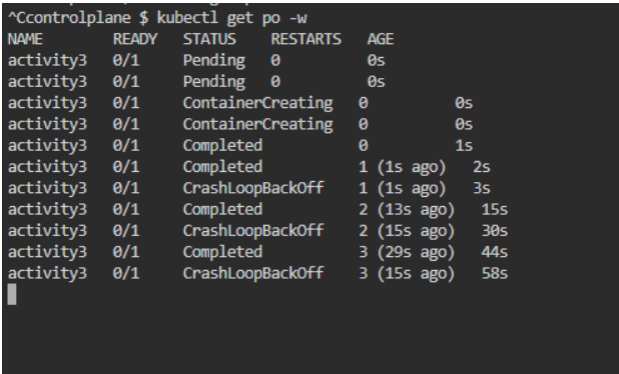 ^Ccontrolplane $ kubectl get po -w
NAME READY STATUS RESTARTS AGE
activity3 0/1 Pending 0 0s
activity3 0/1 Pending 0 0s
activity3 0/1 ContainerCreating 0 0s
activity3 0/1 ContainerCreating 0 0s
activity3 0/1 Completed 0 1s
activity3 0/1 Completed 1 (1s ago) 2s
activity3 0/1 CrashLoopBackOff 1 (1s ago) 3s
activity3 0/1 Completed 2 (13s ago) 15s
activity3 0/1 CrashLoopBackOff 2 (15s ago) 30s
activity3 0/1 Completed 3 (29s ago) 44s
activity3 0/1 CrashLoopBackOff 3 (15s ago) 58s